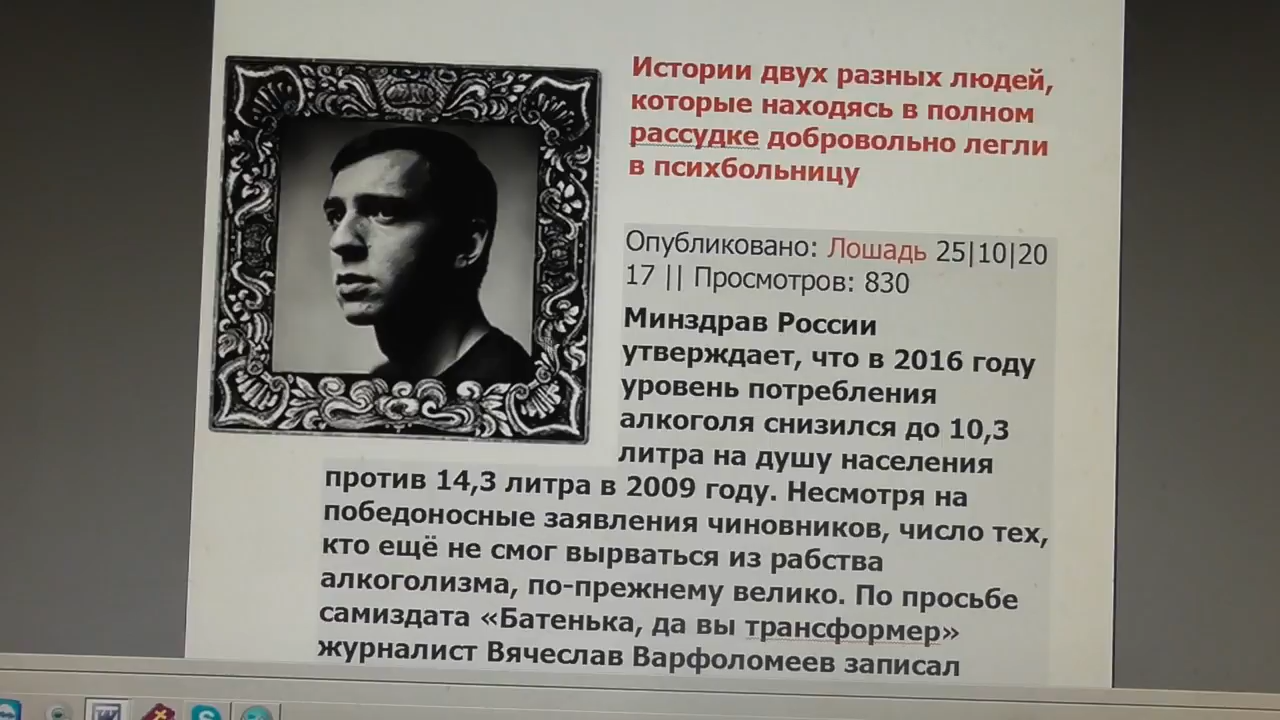 Истории двух разных людей,
которые находясь в полном
рассудке добровольно легли
в психбольницу
Опубликовано: Лошадь 25|10|20
17 || Просмотров: 830
Минздрав России
утверждает, что в 2016 году
уровень потребления
алкоголя снизился до 10,3
литра на душу населения
против 14,3 литра в 2009 году. Несмотря на
победоносные заявления чиновников, число тех,
кто ещё не смог вырваться из рабства
алкоголизма, по-прежнему велико. По просьбе
самиздата «Батенька, да вы трансформер»
журналист Вячеслав Варфоломеев записал